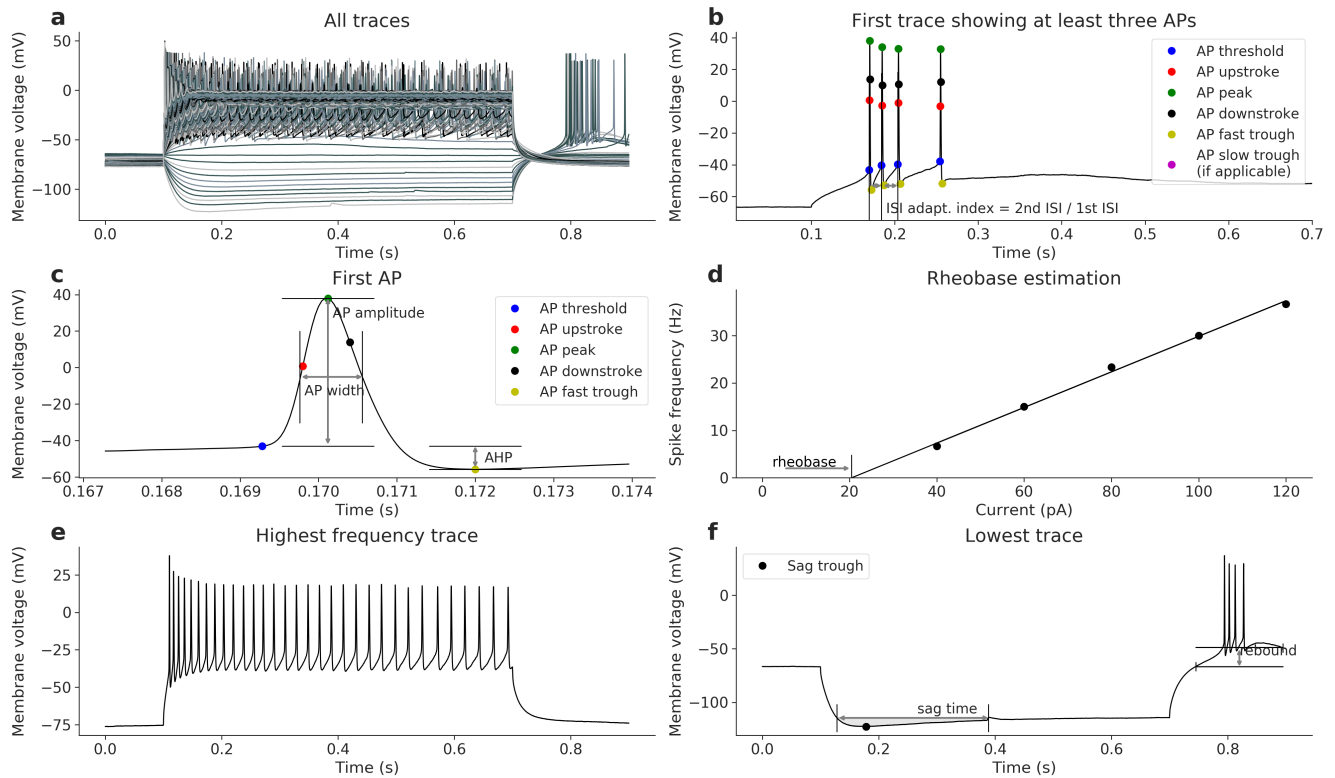 a
All traces
Membrane voltage (mV)
50
0
−50
−100
0.0
0.2
0.4
0.6
0.8
Time (s)
b
First trace showing at least three APs
Membrane voltage (mV)
40
20
0
−20
−40
−60
AP threshold
AP upstroke
AP peak
AP downstroke
AP fast trough
AP slow trough
(if applicable)
ISI adapt. index = 2nd ISI / 1st ISI
0.1
0.2
0.3
0.4
0.5
0.6
0.7
Time (s)
c
First AP
Membrane voltage (mV)
40
20
0
−20
−40
−60
AP amplitude
AP width
AHP
AP threshold
AP upstroke
AP peak
AP downstroke
AP fast trough
0.167
0.168
0.169
0.170
0.171
0.172
0.173
0.174
Time (s)
d
Rheobase estimation
Spike frequency (Hz)
30
20
10
0
rheobase
0
20
40
60
80
100
120
Current (pA)
e
Highest frequency trace
Membrane voltage (mV)
25
0
−25
−50
−75
0.0
0.2
0.4
0.6
0.8
Time (s)
f
Lowest trace
Membrane voltage (mV)
0
−50
−100
Sag trough
rebound
sag time
0.0
0.2
0.4
0.6
0.8
Time (s)